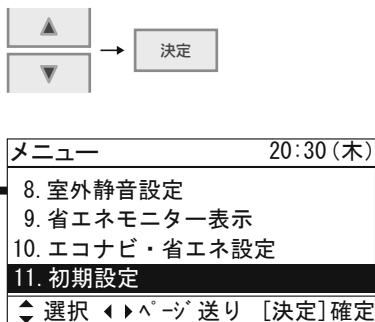 決定
メニュー 20:30(木)
8. 室外静音設定
9. 省エネモニター表示
10. エコナビ・省エネ設定
11. 初期設定
選択 ページ送り [決定]確定